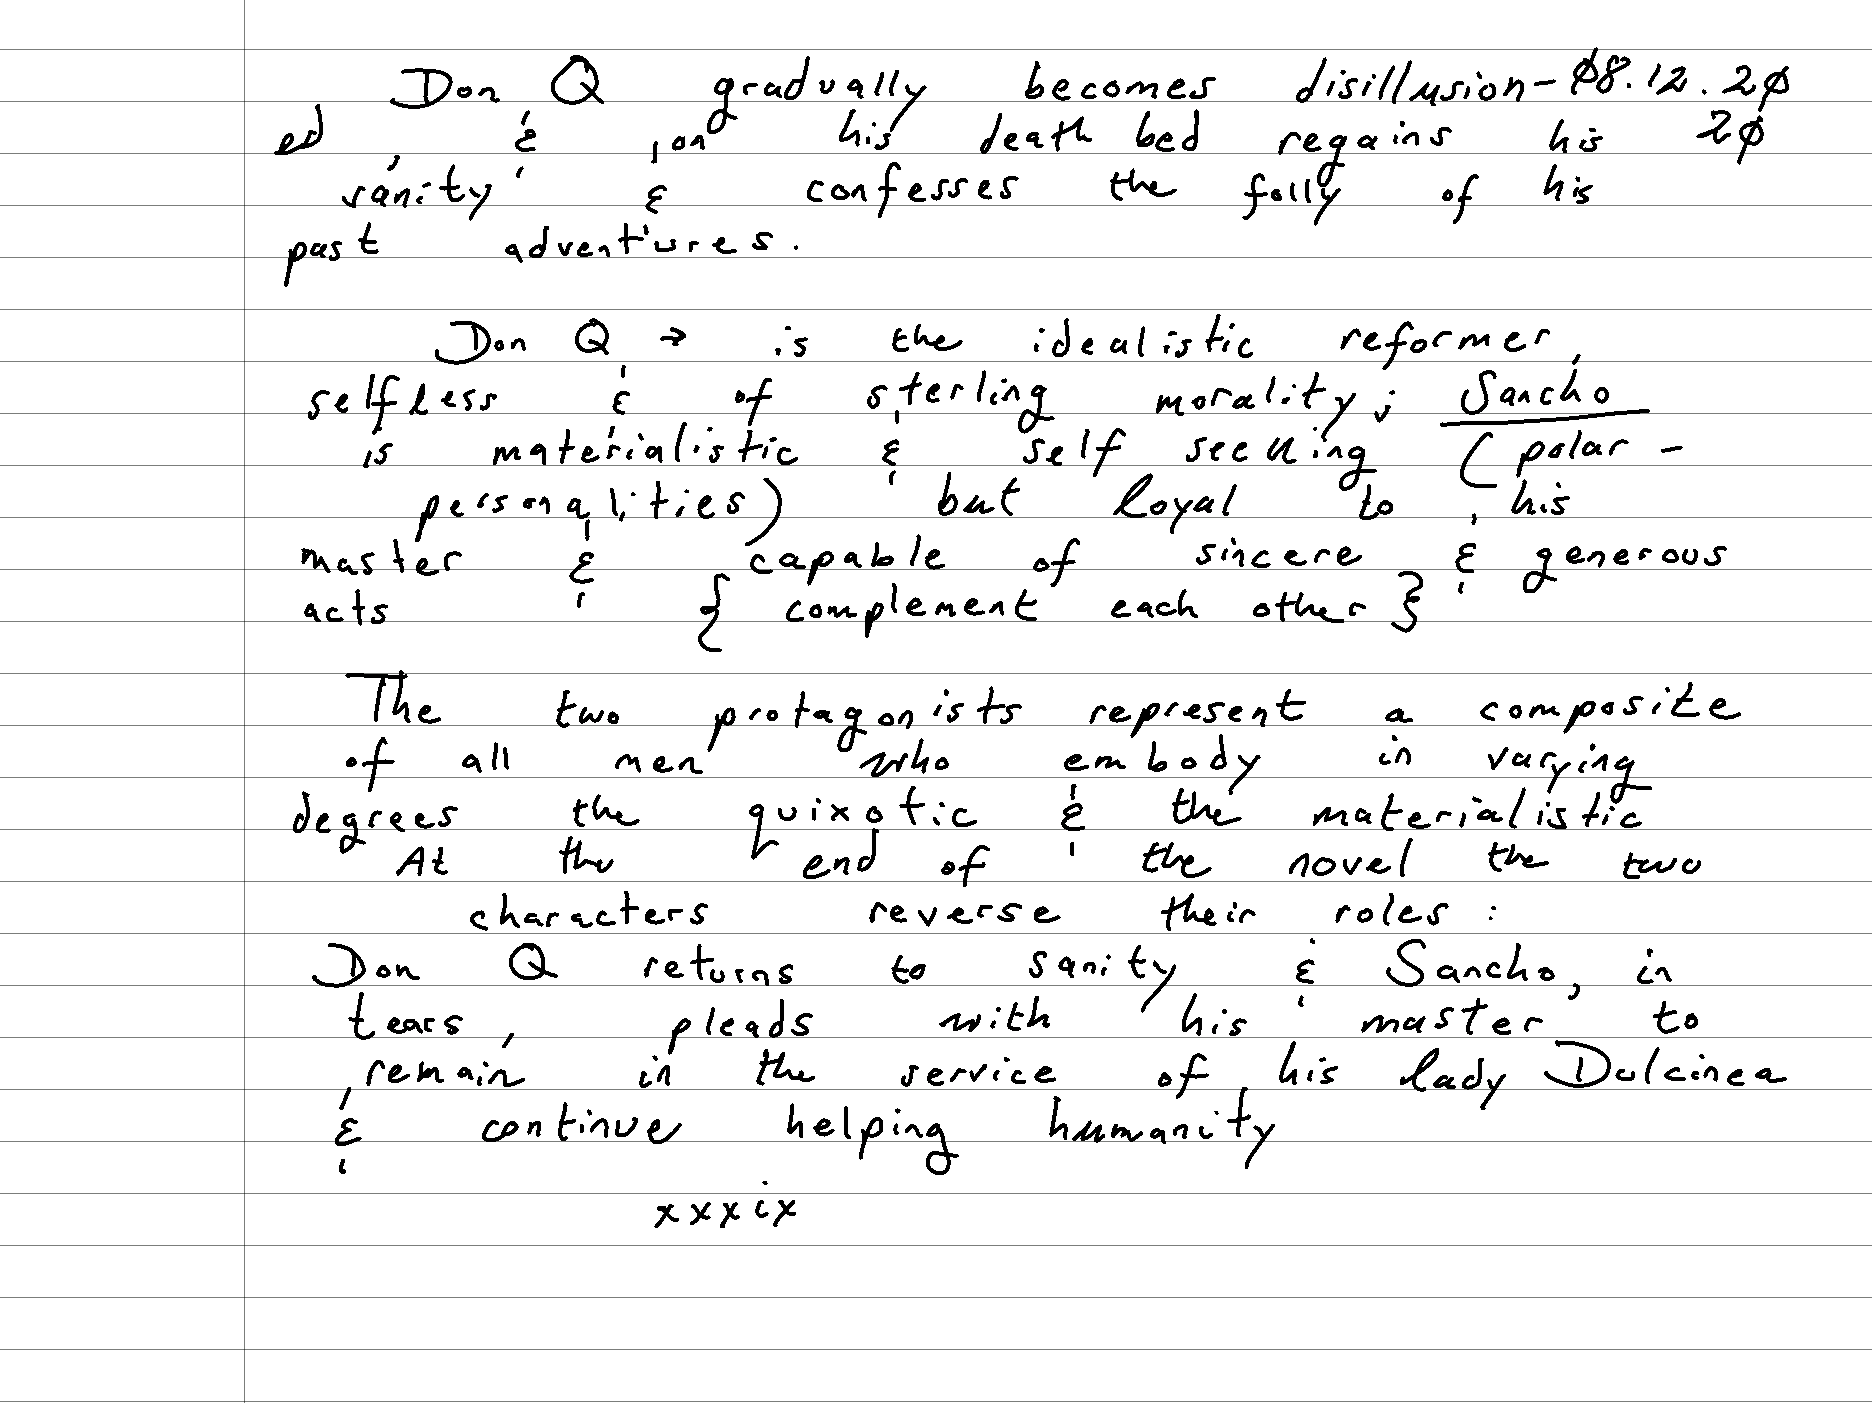 Don Q gradually becomes disillusion- 08.12.20
ed, & , on his death bed regains his 20
sanity & confesses the folly of his
past adventures.
Don Q → is the idealistic reformer,
selfless & of sterling morality; Sancho
is materialistic & self seeking (polar -
personalities) but loyal to his
master & capable of sincere & generous
acts { complement each other }
The two protagonists represent a composite
of all men who embody in varying
degrees the quixotic & the materialistic
At the end of the novel the two
characters reverse their roles :
Don Q returns to sanity & Sancho, in
tears, pleads with his master to
remain in the service of his lady Dulcinea
& continue helping humanity
xxxix